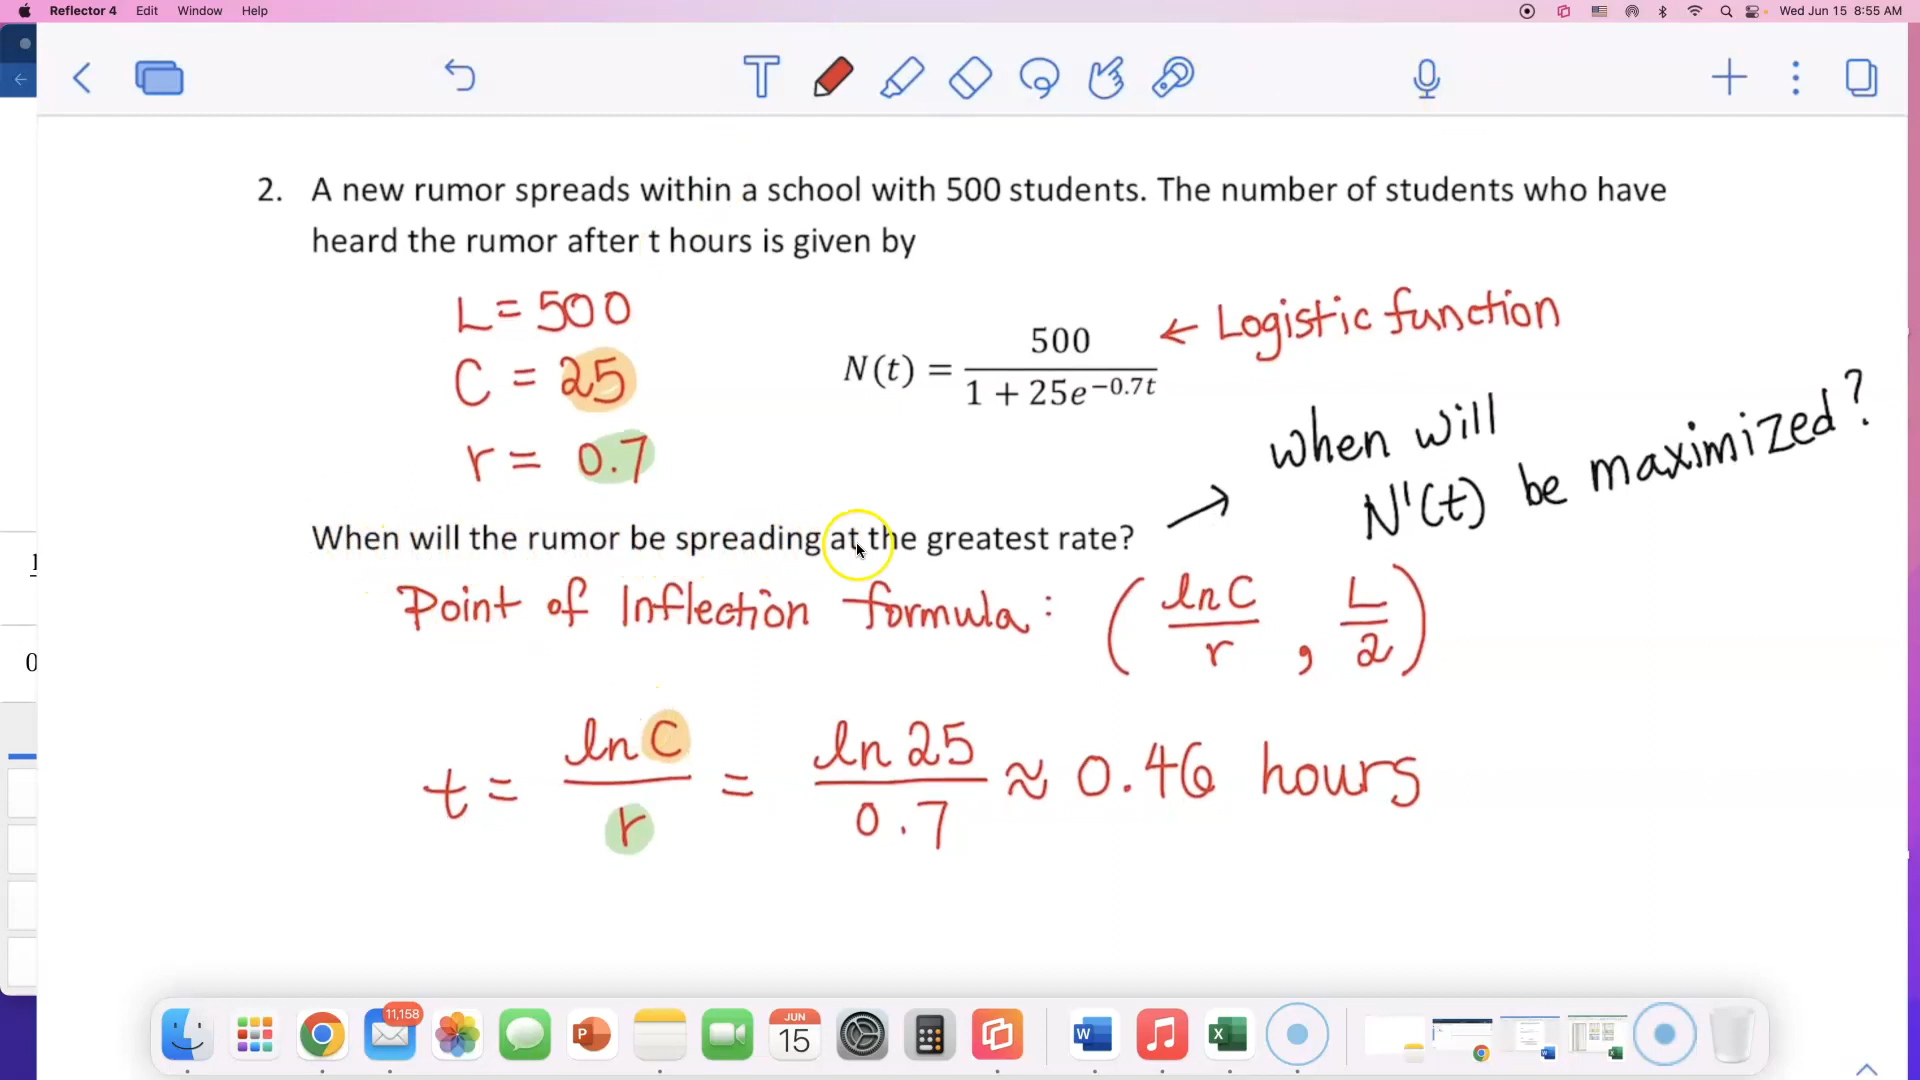 Reflector 4 Edit Window Help Wed Jun 15 8:55 AM
2. A new rumor spreads within a school with 500 students. The number of students who have
heard the rumor after t hours is given by
L = 500
C = 25
r = 0.7
N(t) = 500 / (1 + 25e^{-0.7t})
← Logistic function
When will the rumor be spreading at the greatest rate?
→ when will
N'(t) be maximized?
Point of Inflection formula: (ln C / r , L / 2)
t = ln C / r = ln 25 / 0.7 ≈ 0.46 hours
0
11,158
JUN
15